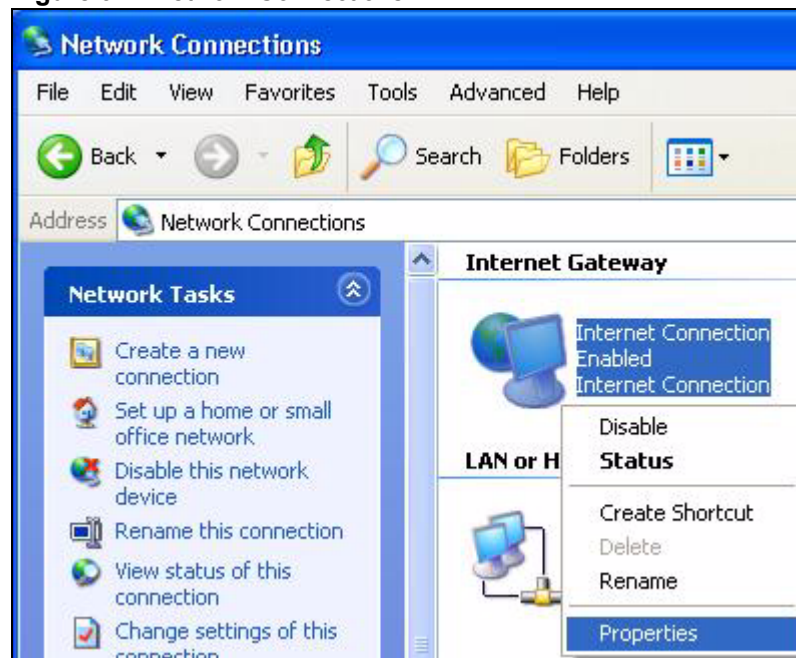 Network Connections
File Edit View Favorites Tools Advanced Help
Back Search Folders
Address Network Connections
Network Tasks
Create a new
connection
Set up a home or small
office network
Disable this network
device
Rename this connection
View status of this
connection
Change settings of this
connection
Internet Gateway
Internet Connection
Enabled
Internet Connection
LAN or H
Disable
Status
Create Shortcut
Delete
Rename
Properties